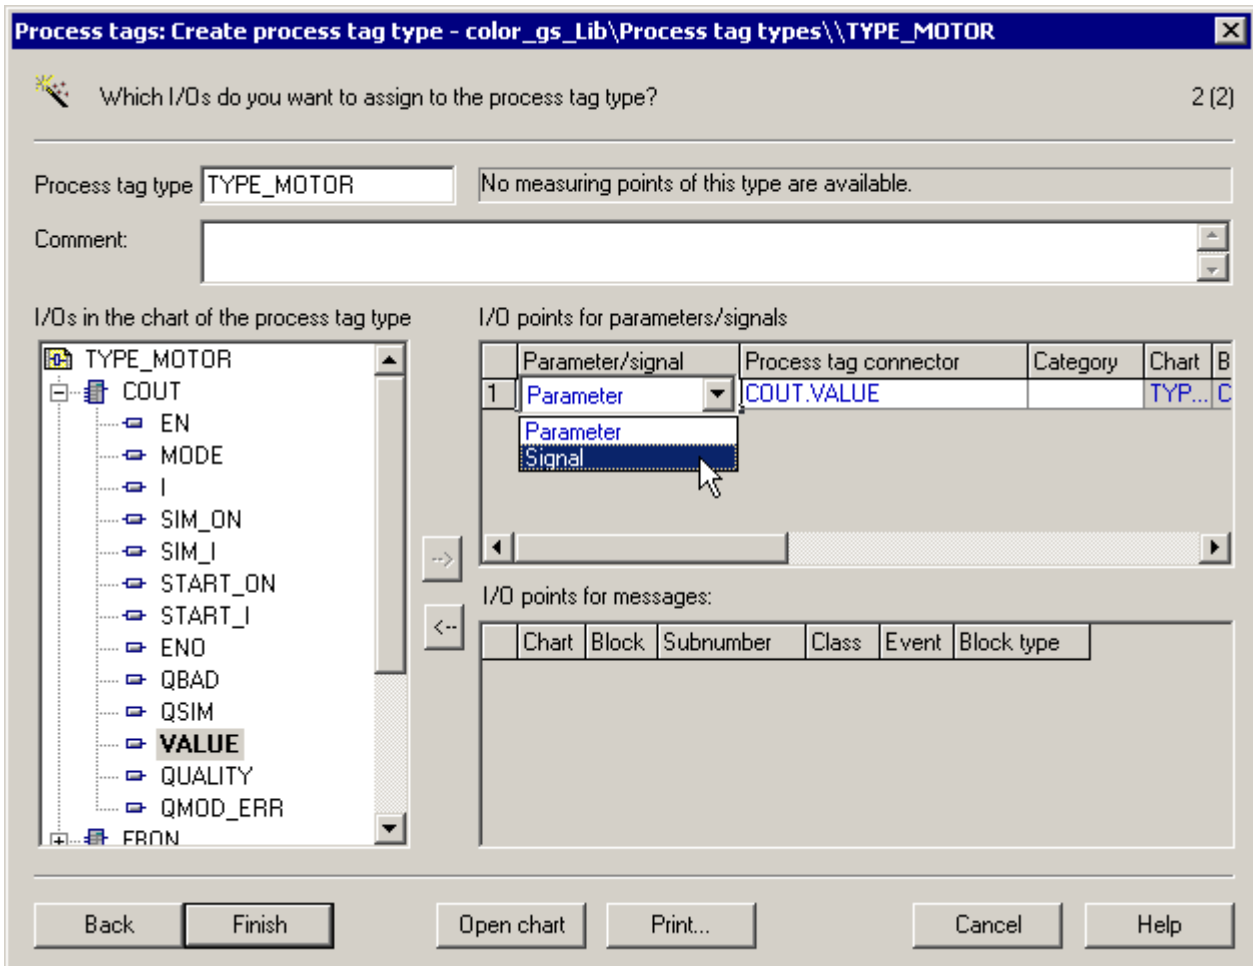 Process tags: Create process tag type - color_gs_Lib\Process tag types\\TYPE_MOTOR
Which I/Os do you want to assign to the process tag type? 2 (2)
Process tag type TYPE_MOTOR No measuring points of this type are available.
Comment:
I/Os in the chart of the process tag type
TYPE_MOTOR
COUT
EN
MODE
I
SIM_ON
SIM_I
START_ON
START_I
ENO
QBAD
QSIM
VALUE
QUALITY
QMOD_ERR
I/O points for parameters/signals
Parameter/signal Process tag connector Category Chart B
1 Parameter COUT.VALUE TYP... C
Parameter
Signal
-->
<--
I/O points for messages:
Chart Block Subnumber Class Event Block type
Back Finish Open chart Print... Cancel Help